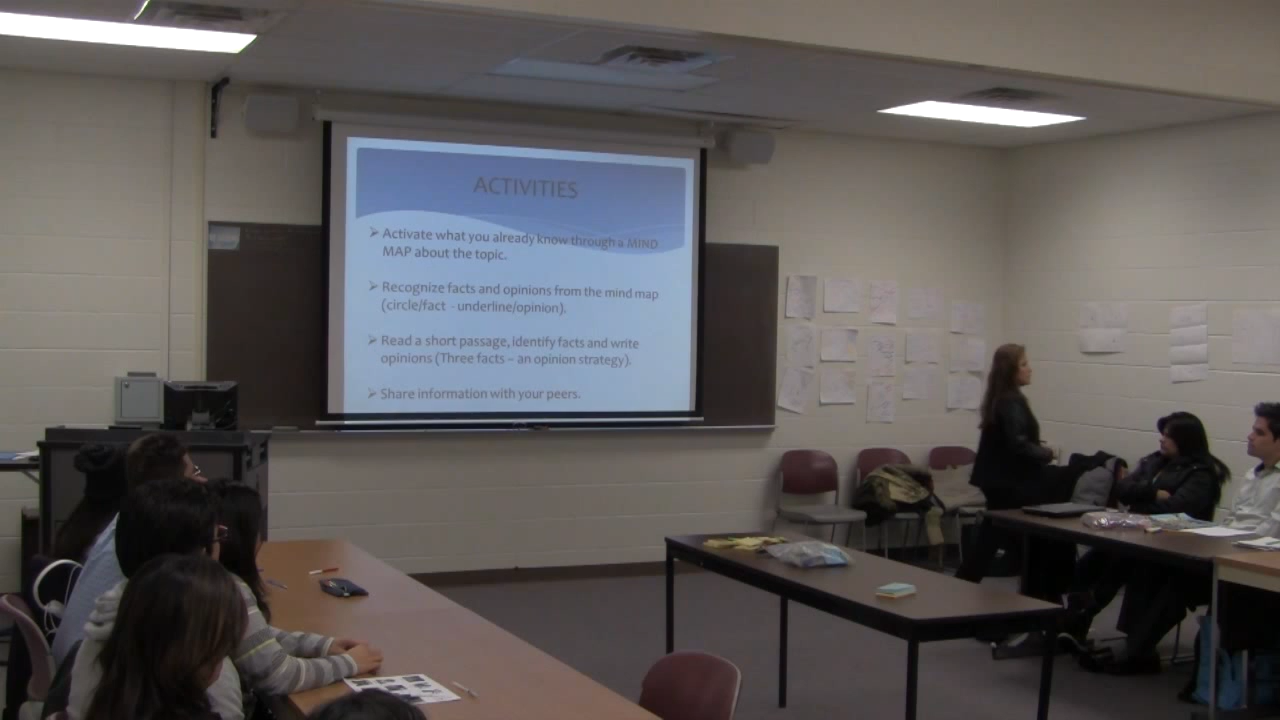 ACTIVITIES
➢ Activate what you already know through a MIND
MAP about the topic.
➢ Recognize facts and opinions from the mind map
(circle/fact - underline/opinion).
➢ Read a short passage, identify facts and write
opinions (Three facts – an opinion strategy).
➢ Share information with your peers.